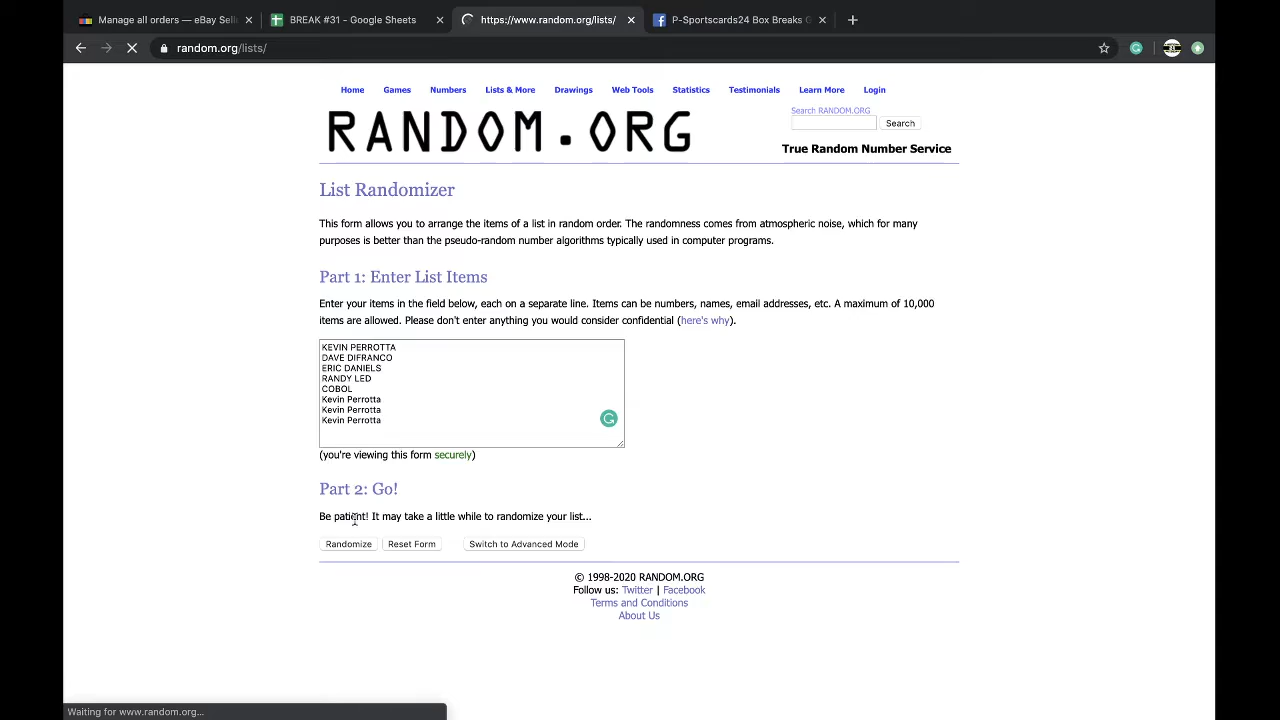 Manage all orders — eBay Sell
BREAK #31 - Google Sheets
https://www.random.org/lists/
P-Sportscards24 Box Breaks G
random.org/lists/
Home Games Numbers Lists & More Drawings Web Tools Statistics Testimonials Learn More Login
RANDOM.ORG
Search RANDOM.ORG
Search
True Random Number Service
List Randomizer
This form allows you to arrange the items of a list in random order. The randomness comes from atmospheric noise, which for many
purposes is better than the pseudo-random number algorithms typically used in computer programs.
Part 1: Enter List Items
Enter your items in the field below, each on a separate line. Items can be numbers, names, email addresses, etc. A maximum of 10,000
items are allowed. Please don't enter anything you would consider confidential (here's why).
KEVIN PERROTTA
DAVE DIFRANCO
ERIC DANIELS
RANDY LED
COBOL
Kevin Perrotta
Kevin Perrotta
Kevin Perrotta
(you're viewing this form securely)
Part 2: Go!
Be patient! It may take a little while to randomize your list...
Randomize Reset Form Switch to Advanced Mode
© 1998-2020 RANDOM.ORG
Follow us: Twitter | Facebook
Terms and Conditions
About Us
Waiting for www.random.org...